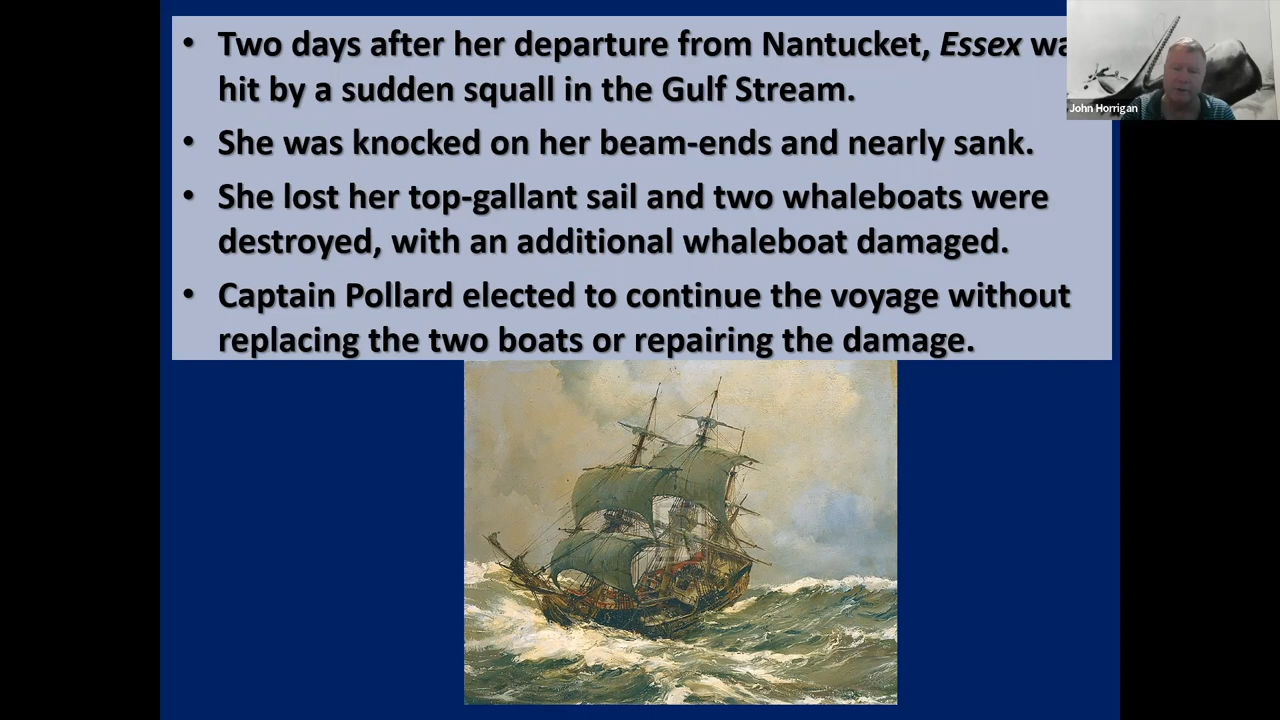 • Two days after her departure from Nantucket, Essex
hit by a sudden squall in the Gulf Stream.
• She was knocked on her beam-ends and nearly sank.
• She lost her top-gallant sail and two whaleboats were
destroyed, with an additional whaleboat damaged.
• Captain Pollard elected to continue the voyage without
replacing the two boats or repairing the damage.
John Horrigan